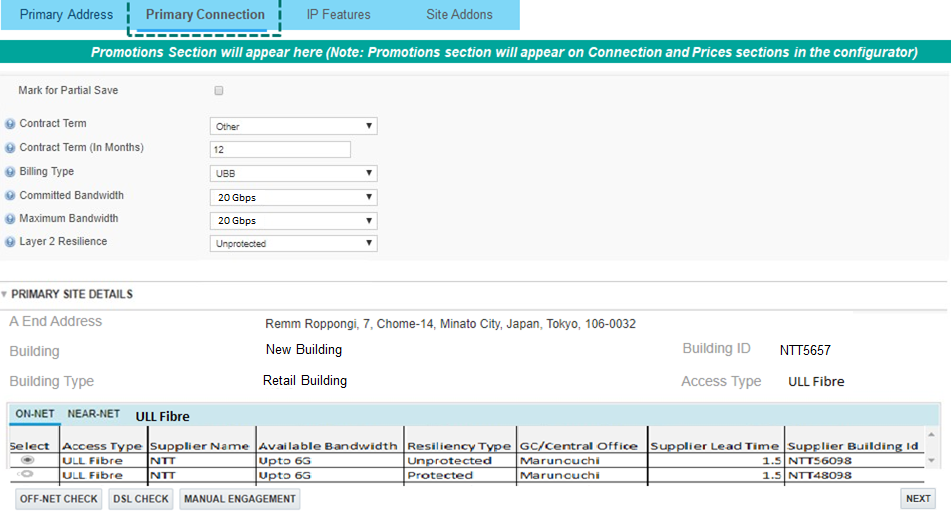 Primary Address Primary Connection IP Features Site Addons
Promotions Section will appear here (Note: Promotions section will appear on Connection and Prices sections in the configurator)
Mark for Partial Save
Contract Term Other
Contract Term (In Months) 12
Billing Type UBB
Committed Bandwidth 20 Gbps
Maximum Bandwidth 20 Gbps
Layer 2 Resilience Unprotected
PRIMARY SITE DETAILS
A End Address Remm Roppongi, 7, Chome-14, Minato City, Japan, Tokyo, 106-0032
Building New Building Building ID NTT5657
Building Type Retail Building Access Type ULL Fibre
ON-NET NEAR-NET ULL Fibre
Select Access Type Supplier Name Available Bandwidth Resiliency Type GC/Central Office Supplier Lead Time Supplier Building Id
ULL Fibre NTT Upto 6G Unprotected Marunouchi 1.5 NTT56098
ULL Fibre NTT Upto 6G Protected Marunouchi 1.5 NTT48098
OFF-NET CHECK DSL CHECK MANUAL ENGAGEMENT NEXT